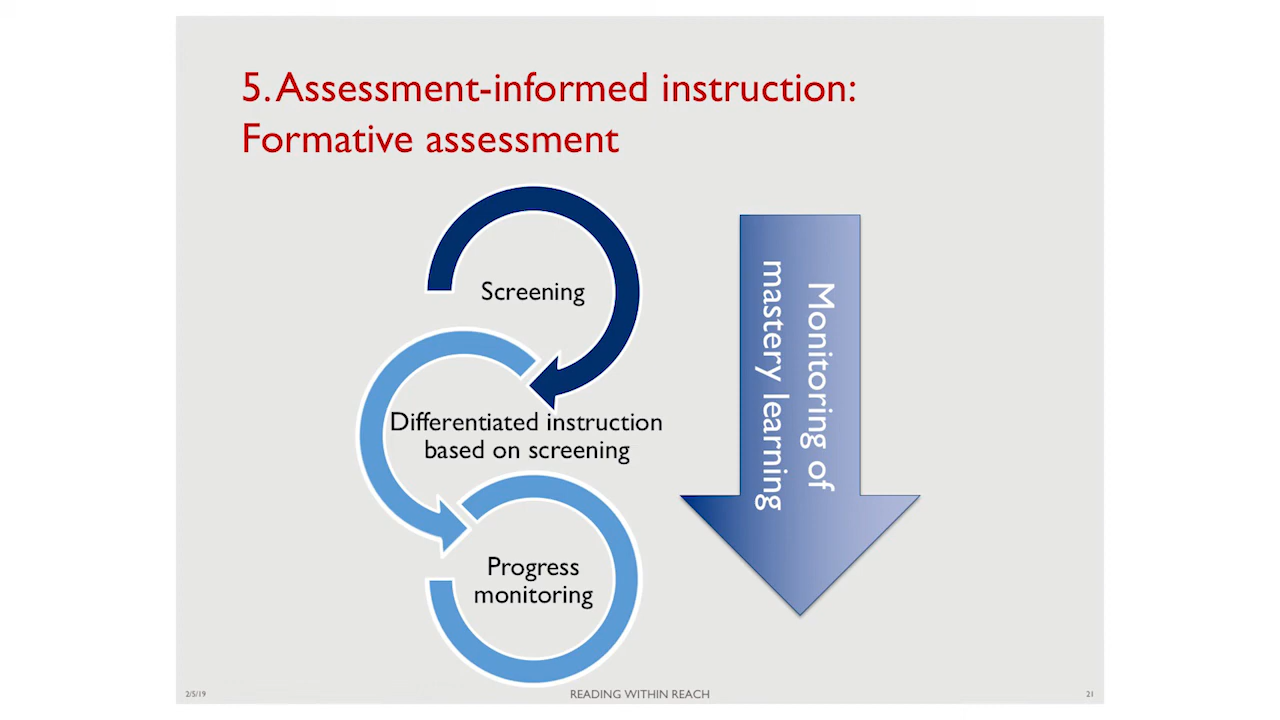 5. Assessment-informed instruction:
Formative assessment
Screening
Differentiated instruction
based on screening
Progress
monitoring
Monitoring of
mastery learning
2/5/19
READING WITHIN REACH
21